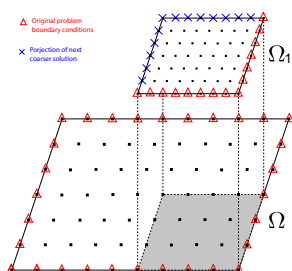 Original problem
boundary conditions
Porjection of next
coarser solution
Ω₁
Ω